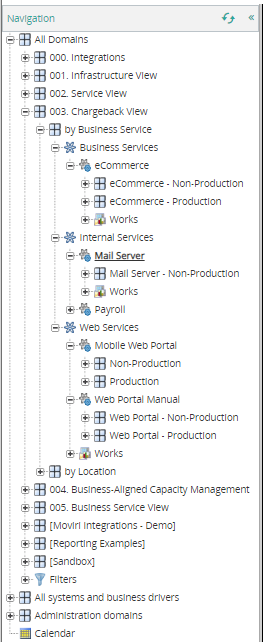 Navigation
All Domains
000. Integrations
001. Infrastructure View
002. Service View
003. Chargeback View
by Business Service
Business Services
eCommerce
eCommerce - Non-Production
eCommerce - Production
Works
Internal Services
Mail Server
Mail Server - Non-Production
Works
Payroll
Web Services
Mobile Web Portal
Non-Production
Production
Web Portal Manual
Web Portal - Non-Production
Web Portal - Production
Works
by Location
004. Business-Aligned Capacity Management
005. Business Service View
[Moviri Integrations - Demo]
[Reporting Examples]
[Sandbox]
Filters
All systems and business drivers
Administration domains
Calendar